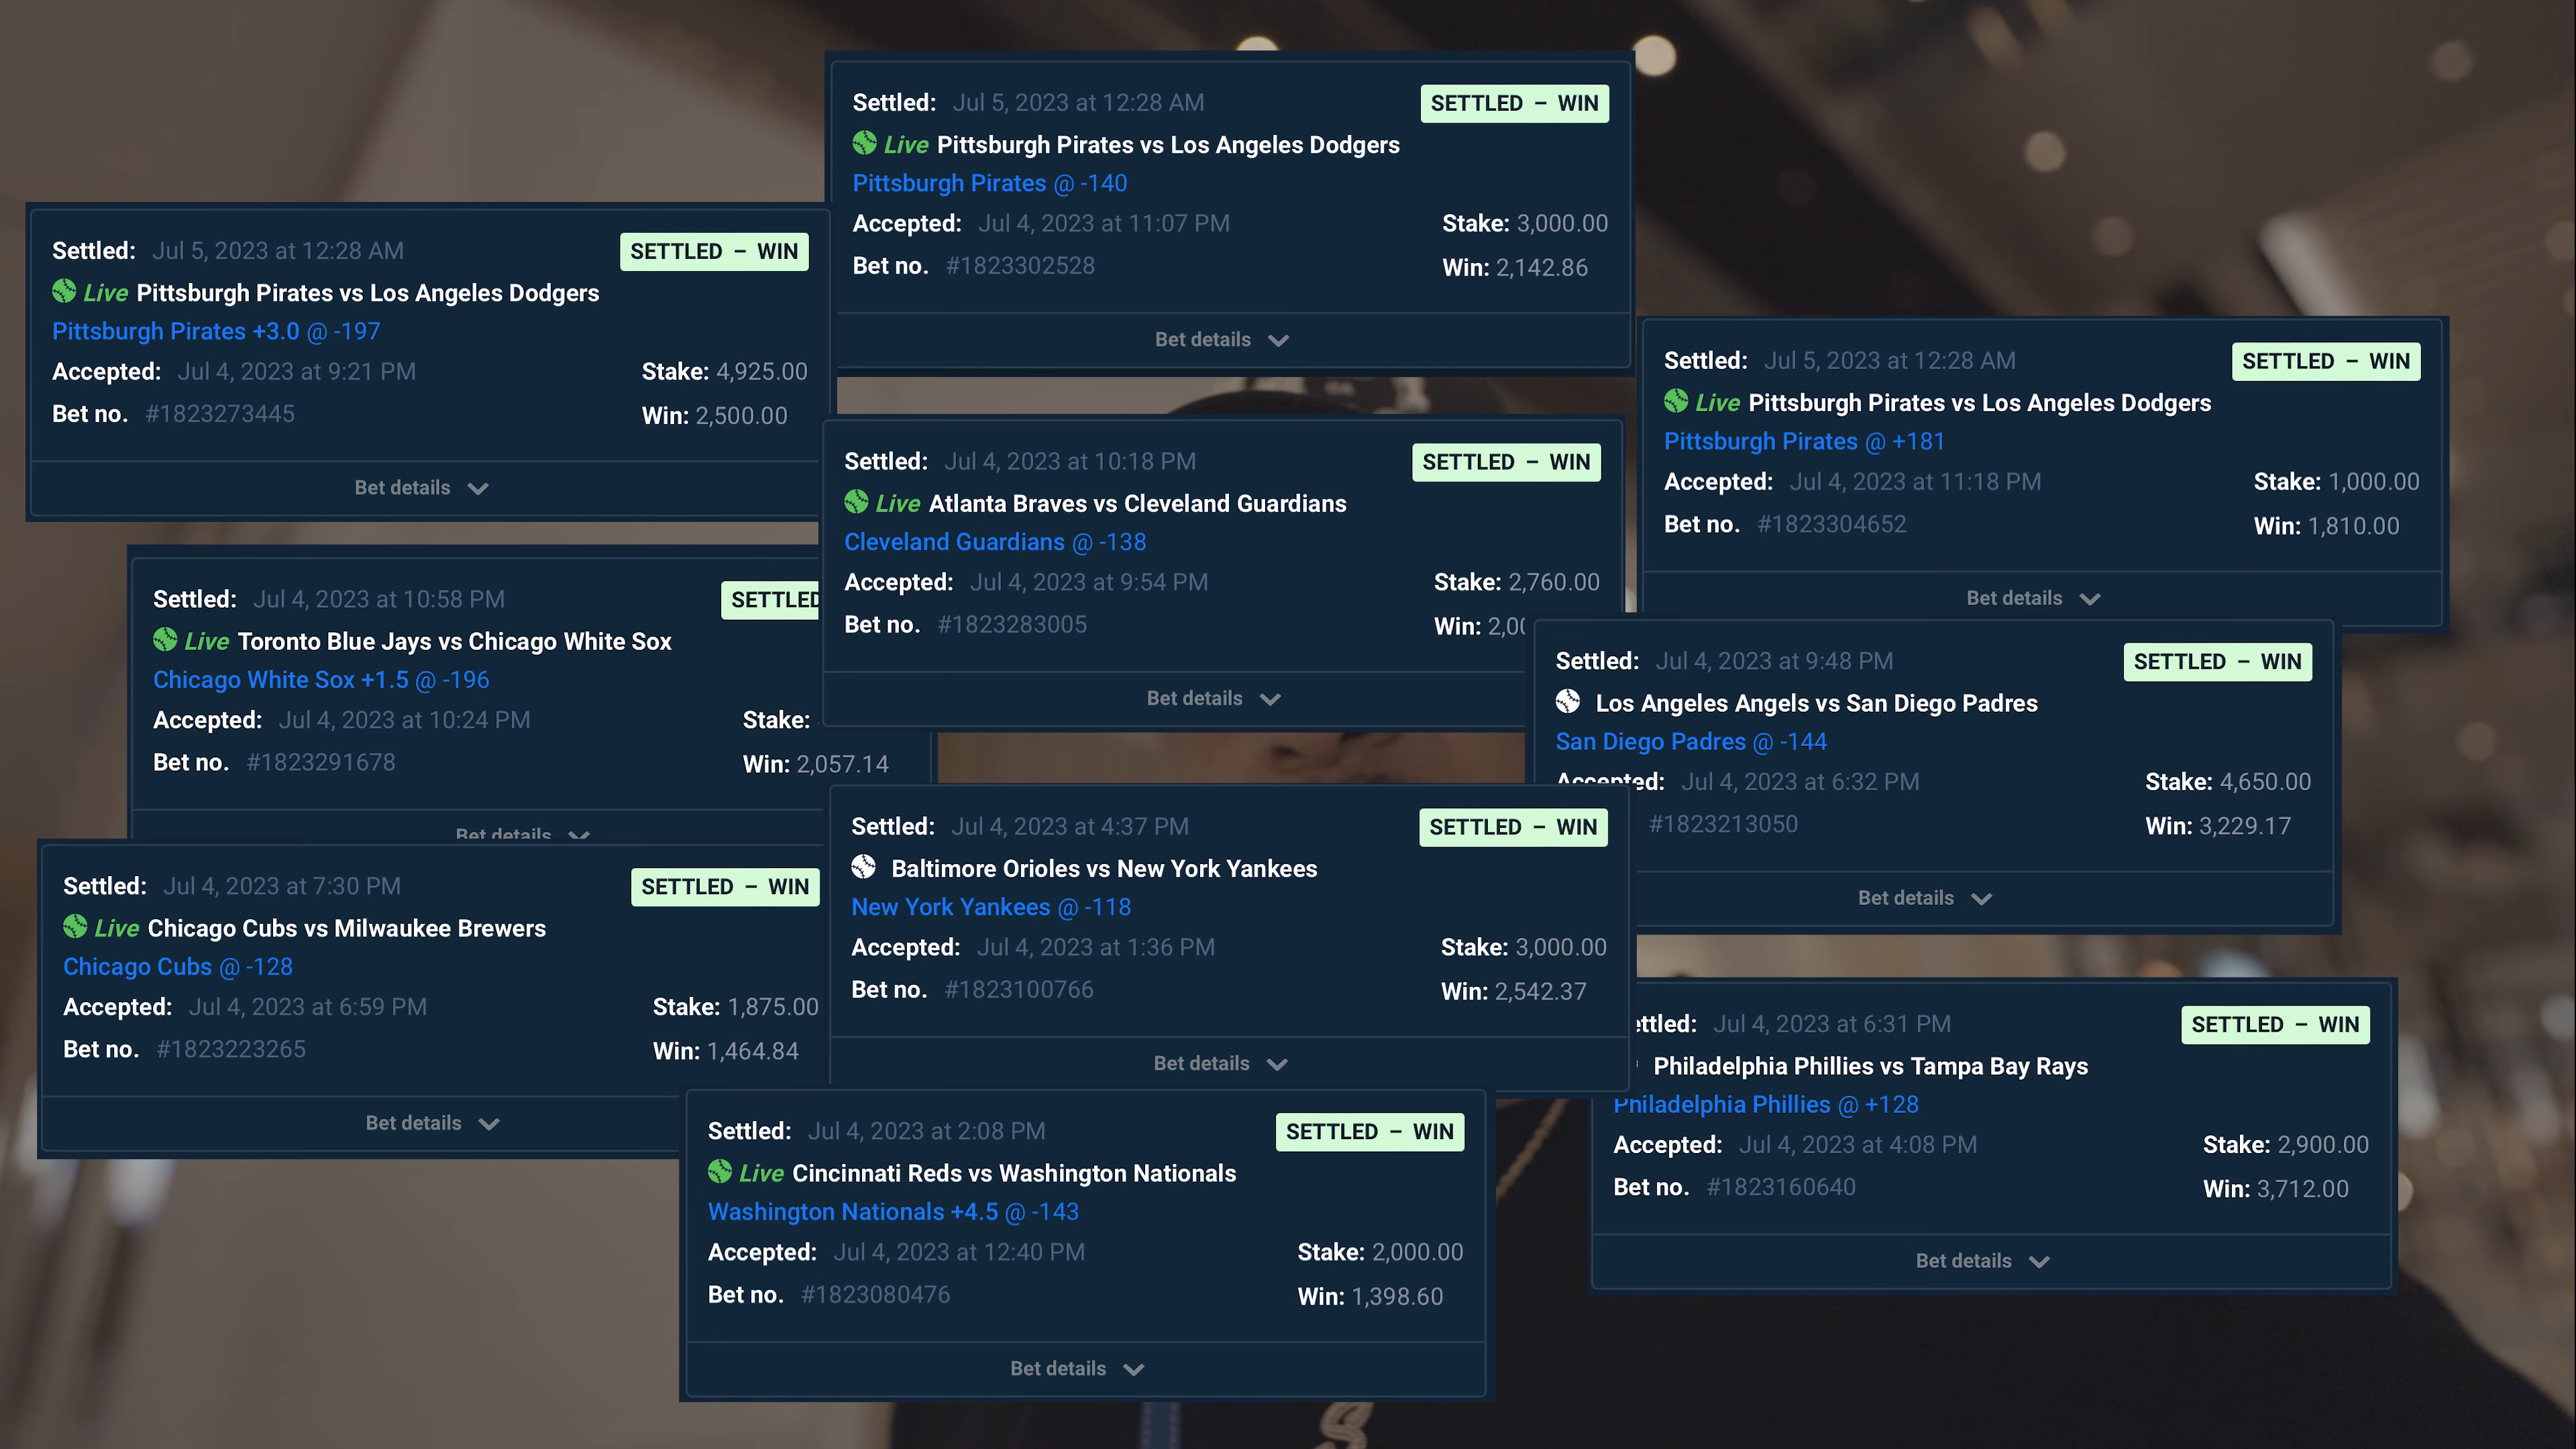 Settled: Jul 5, 2023 at 12:28 AM SETTLED – WIN
Live Pittsburgh Pirates vs Los Angeles Dodgers
Pittsburgh Pirates @ -140
Accepted: Jul 4, 2023 at 11:07 PM Stake: 3,000.00
Bet no. #1823302528 Win: 2,142.86
Bet details
Settled: Jul 5, 2023 at 12:28 AM SETTLED – WIN
Live Pittsburgh Pirates vs Los Angeles Dodgers
Pittsburgh Pirates +3.0 @ -197
Accepted: Jul 4, 2023 at 9:21 PM Stake: 4,925.00
Bet no. #1823273445 Win: 2,500.00
Bet details
Settled: Jul 5, 2023 at 12:28 AM SETTLED – WIN
Live Pittsburgh Pirates vs Los Angeles Dodgers
Pittsburgh Pirates @ +181
Accepted: Jul 4, 2023 at 11:18 PM Stake: 1,000.00
Bet no. #1823304652 Win: 1,810.00
Bet details
Settled: Jul 4, 2023 at 10:18 PM SETTLED – WIN
Live Atlanta Braves vs Cleveland Guardians
Cleveland Guardians @ -138
Accepted: Jul 4, 2023 at 9:54 PM Stake: 2,760.00
Bet no. #1823283005 Win: 2,00
Bet details
Settled: Jul 4, 2023 at 10:58 PM SETTLED
Live Toronto Blue Jays vs Chicago White Sox
Chicago White Sox +1.5 @ -196
Accepted: Jul 4, 2023 at 10:24 PM Stake:
Bet no. #1823291678 Win: 2,057.14
Bet details
Settled: Jul 4, 2023 at 9:48 PM SETTLED – WIN
Los Angeles Angels vs San Diego Padres
San Diego Padres @ -144
Accepted: Jul 4, 2023 at 6:32 PM Stake: 4,650.00
#1823213050 Win: 3,229.17
Bet details
Settled: Jul 4, 2023 at 7:30 PM SETTLED – WIN
Live Chicago Cubs vs Milwaukee Brewers
Chicago Cubs @ -128
Accepted: Jul 4, 2023 at 6:59 PM Stake: 1,875.00
Bet no. #1823223265 Win: 1,464.84
Bet details
Settled: Jul 4, 2023 at 4:37 PM SETTLED – WIN
Baltimore Orioles vs New York Yankees
New York Yankees @ -118
Accepted: Jul 4, 2023 at 1:36 PM Stake: 3,000.00
Bet no. #1823100766 Win: 2,542.37
Bet details
ettled: Jul 4, 2023 at 6:31 PM SETTLED – WIN
Philadelphia Phillies vs Tampa Bay Rays
Philadelphia Phillies @ +128
Accepted: Jul 4, 2023 at 4:08 PM Stake: 2,900.00
Bet no. #1823160640 Win: 3,712.00
Bet details
Settled: Jul 4, 2023 at 2:08 PM SETTLED – WIN
Live Cincinnati Reds vs Washington Nationals
Washington Nationals +4.5 @ -143
Accepted: Jul 4, 2023 at 12:40 PM Stake: 2,000.00
Bet no. #1823080476 Win: 1,398.60
Bet details